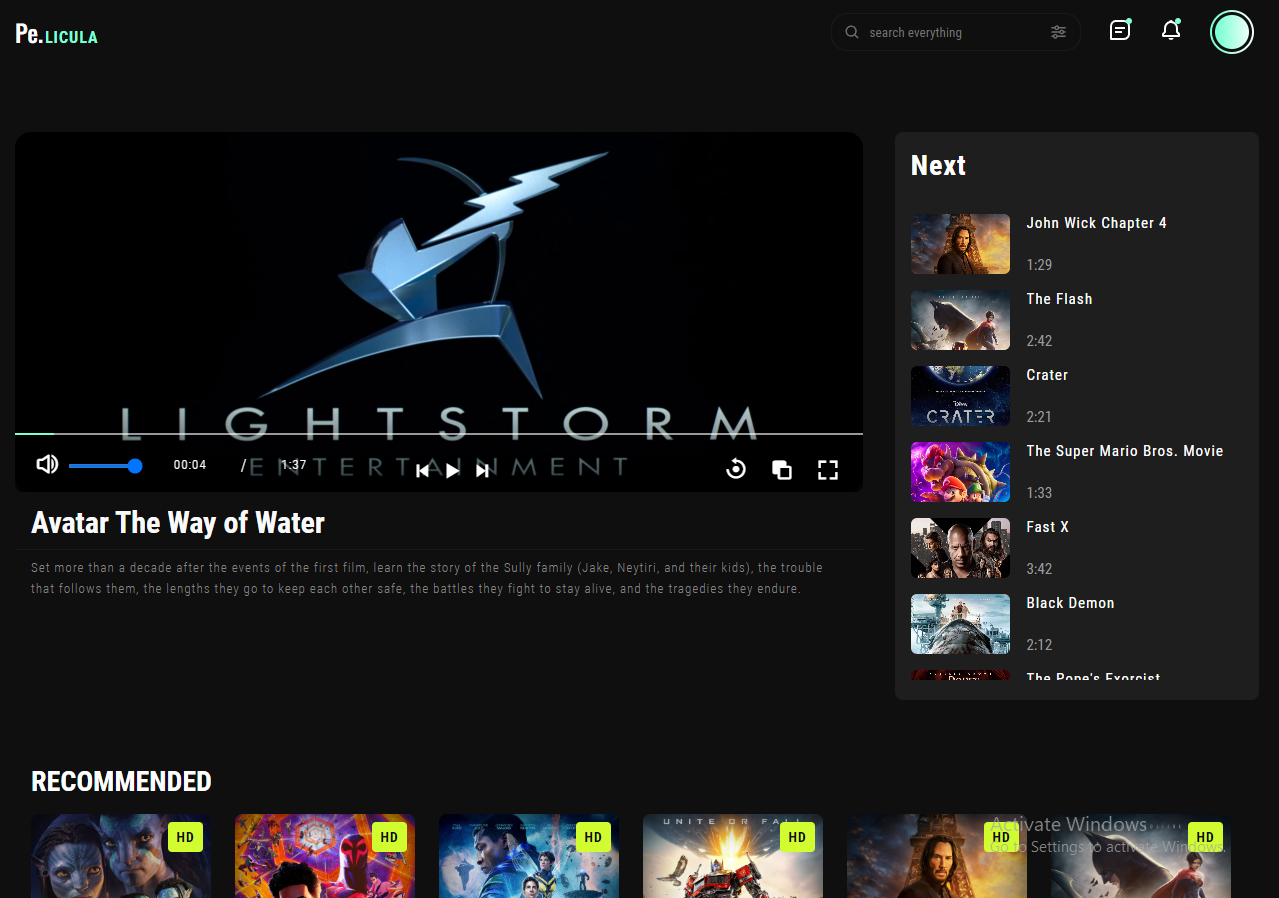 Pe.LICULA
search everything
LIGHTSTORM
ENTERTAINMENT
00:04 / 1:37
Avatar The Way of Water
Set more than a decade after the events of the first film, learn the story of the Sully family (Jake, Neytiri, and their kids), the trouble
that follows them, the lengths they go to keep each other safe, the battles they fight to stay alive, and the tragedies they endure.
Next
John Wick Chapter 4
1:29
The Flash
2:42
Crater
2:21
CRATER
The Super Mario Bros. Movie
1:33
Fast X
3:42
Black Demon
2:12
The Pope's Exorcist
RECOMMENDED
HD
HD
HD
UNITE OR FALL
HD
HD
HD
Activate Windows
Go to Settings to activate Windows.